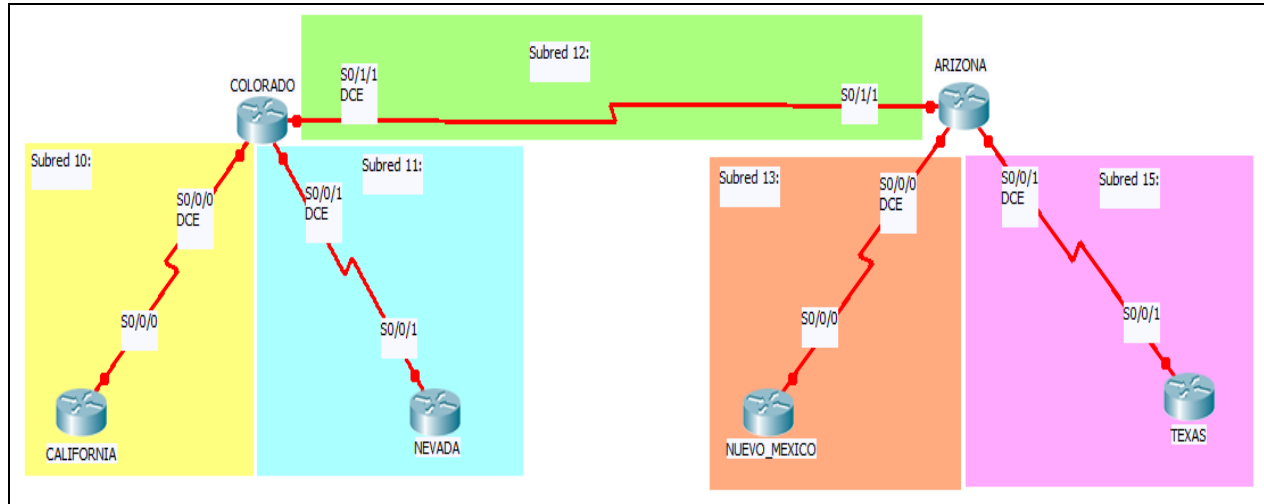 Subred 12:
COLORADO
S0/1/1
DCE
S0/1/1
ARIZONA
Subred 10:
S0/0/0
DCE
S0/0/0
CALIFORNIA
Subred 11:
S0/0/1
DCE
S0/0/1
NEVADA
Subred 13:
S0/0/0
DCE
S0/0/0
NUEVO_MEXICO
Subred 15:
S0/0/1
DCE
S0/0/1
TEXAS